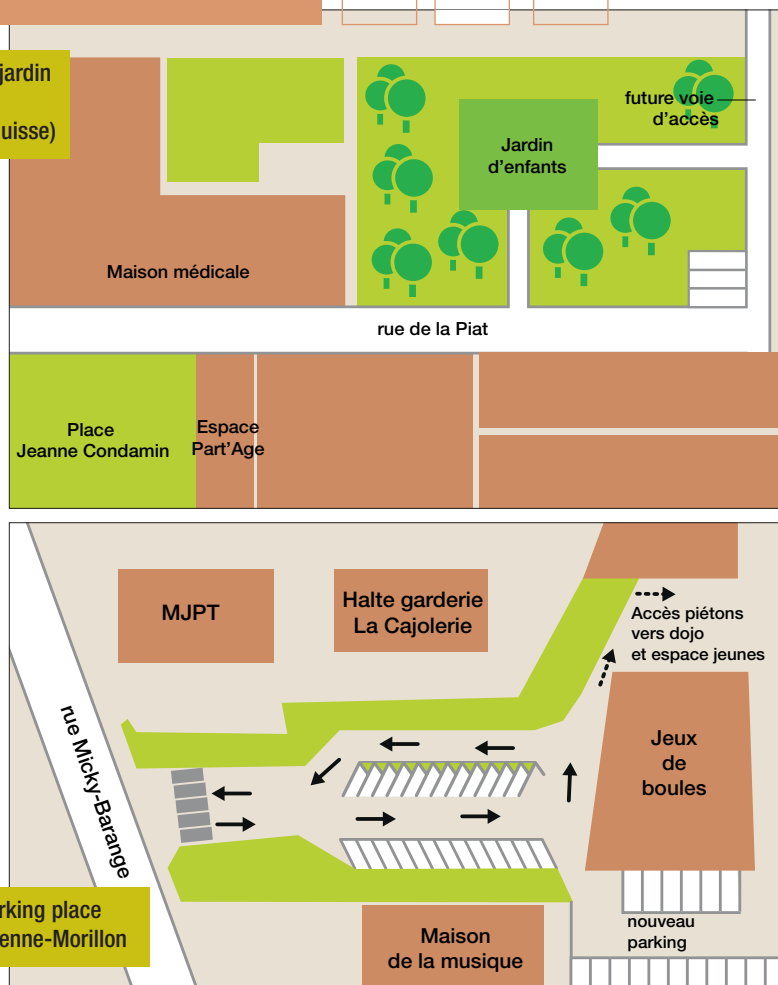 jardin
uisse)
future voie
d'accès
Jardin
d'enfants
Maison médicale
rue de la Piat
Place
Jeanne Condamin
Espace
Part'Age
MJPT
Halte garderie
La Cajolerie
Accès piétons
vers dojo
et espace jeunes
rue Micky-Barange
Jeux
de
boules
rking place
enne-Morillon
Maison
de la musique
nouveau
parking